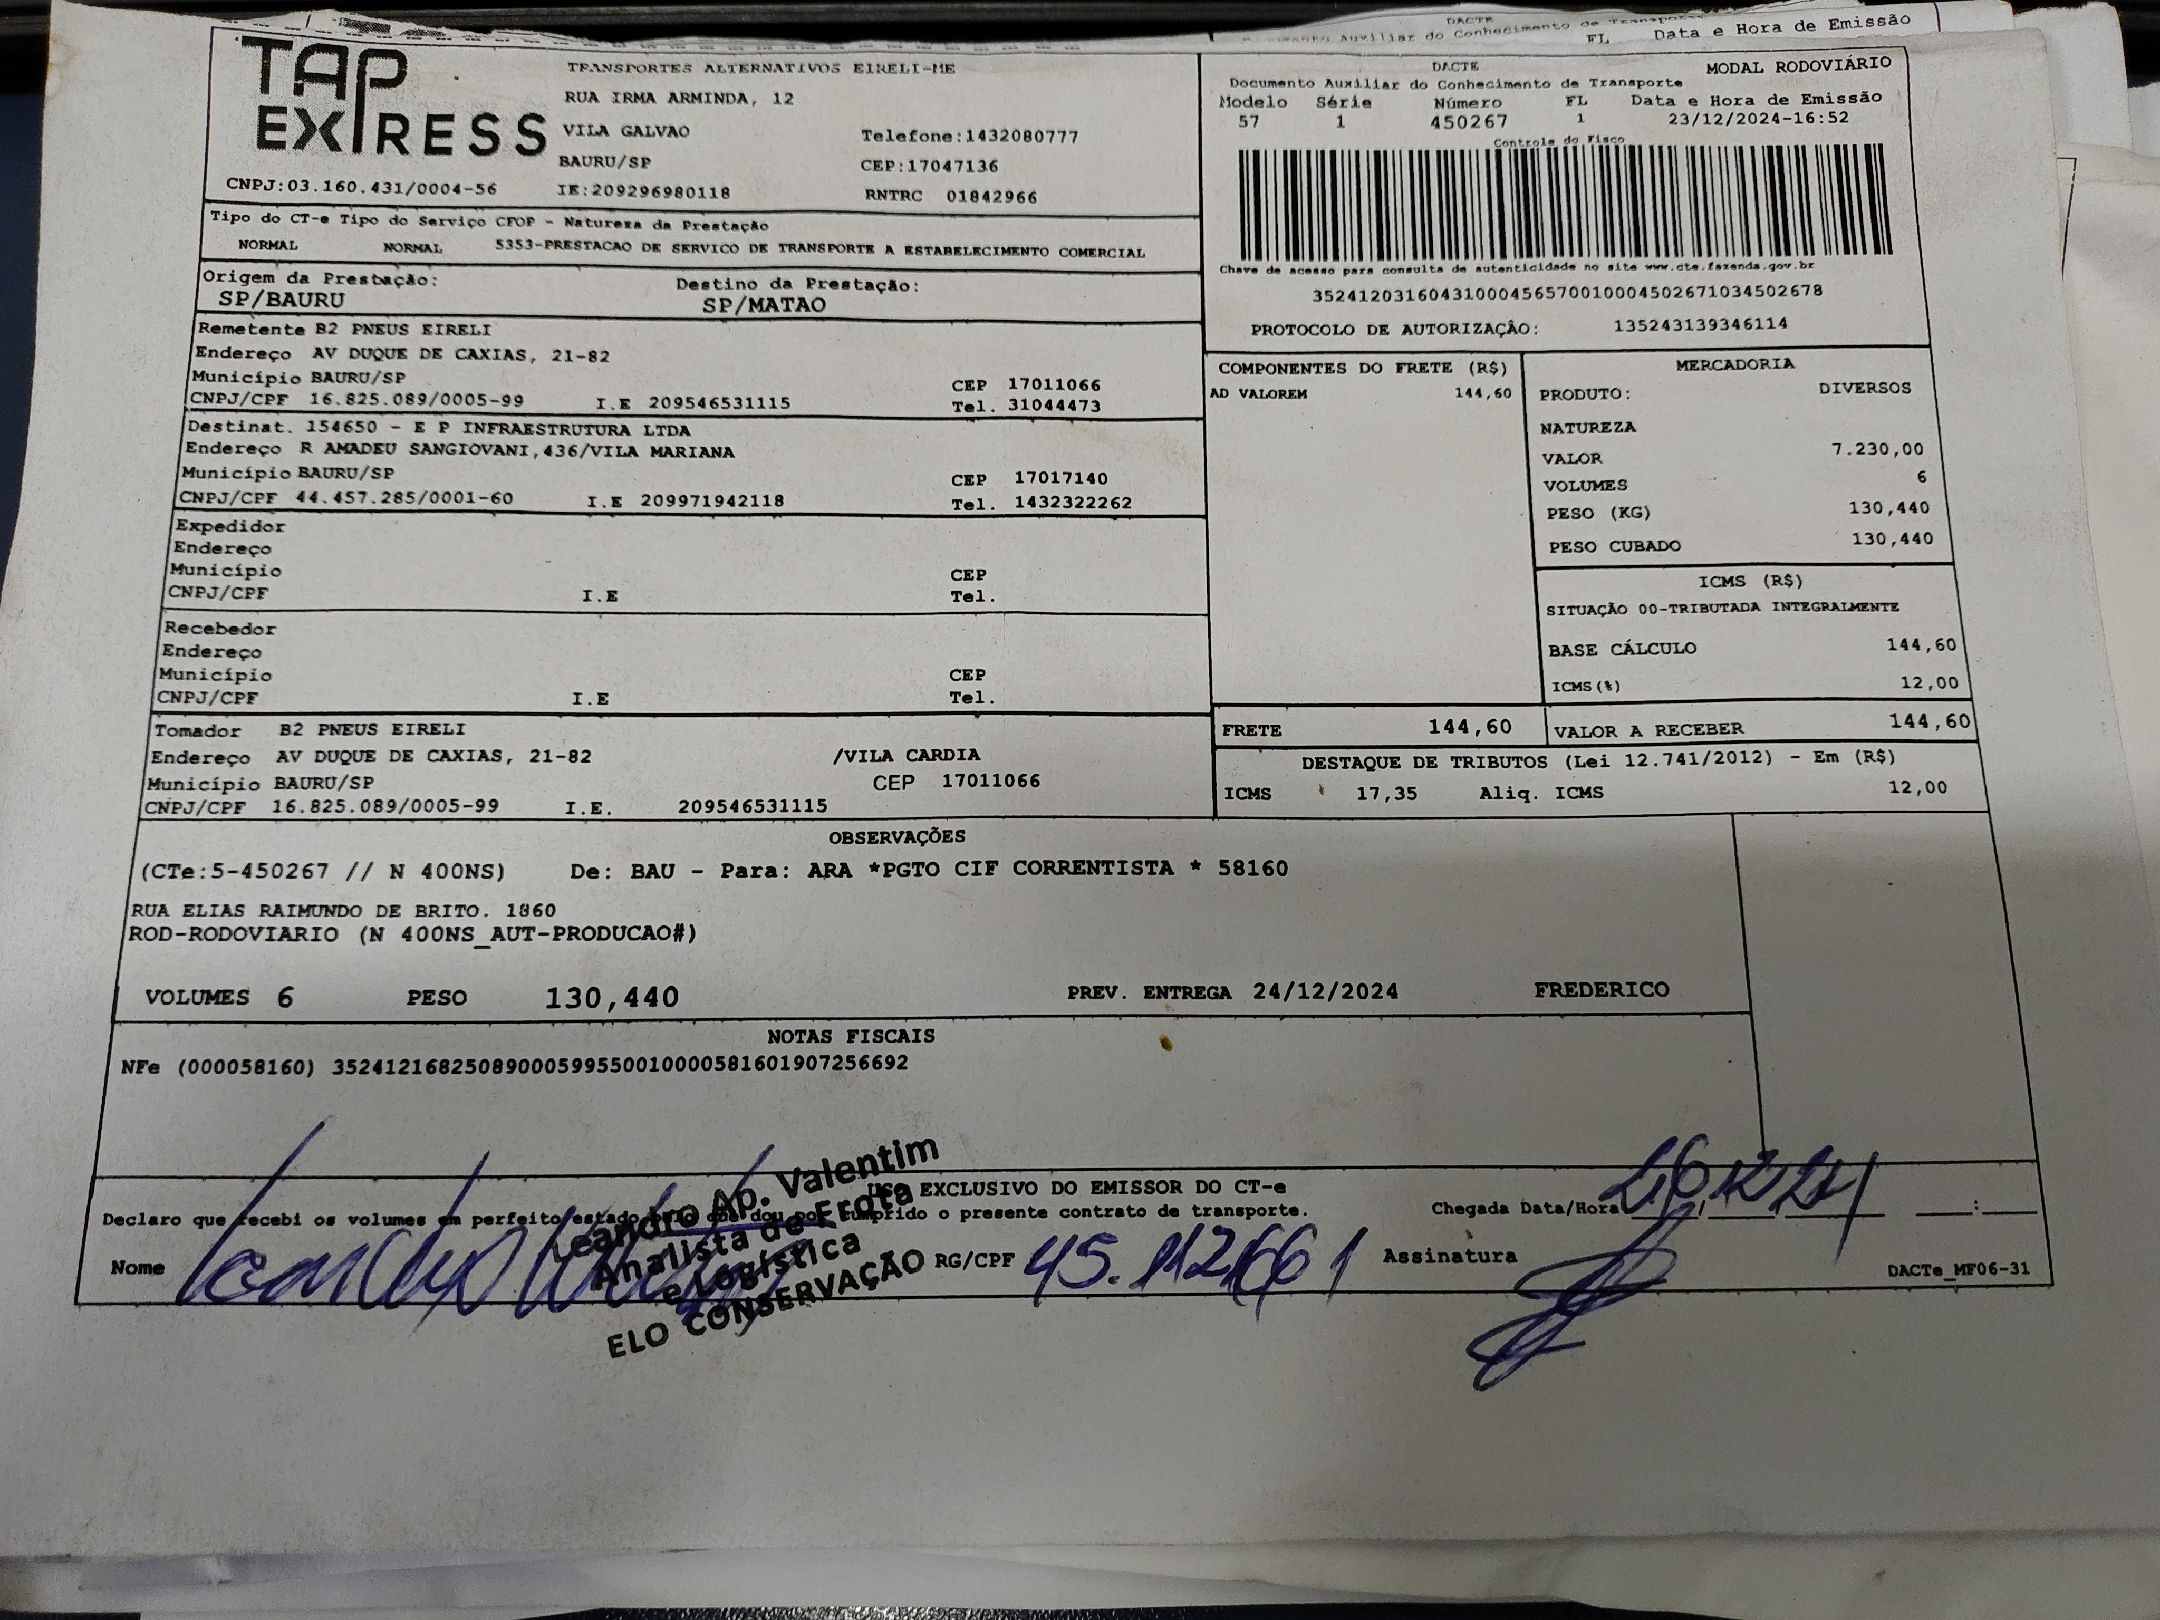 DACTE
Data e Hora de Emissão
FL
TAP EXPRESS
TRANSPORTES ALTERNATIVOS EIRELI-ME
RUA IRMA ARMINDA, 12
VILA GALVAO
Telefone:1432080777
BAURU/SP
CEP:17047136
CNPJ:03.160.431/0004-56 IE:209296980118 RNTRC 01842966
DACTE
MODAL RODOVIÁRIO
Documento Auxiliar do Conhecimento de Transporte
Modelo Série Número FL Data e Hora de Emissão
57 1 450267 1 23/12/2024-16:52
Controle do Fisco
Chave de acesso para consulta de autenticidade no site www.cte.fazenda.gov.br
35241203160431000456570010004502671034502678
PROTOCOLO DE AUTORIZAÇÃO: 135243139346114
Tipo do CT-e Tipo do Serviço CFOP - Natureza da Prestação
NORMAL NORMAL 5353-PRESTACAO DE SERVICO DE TRANSPORTE A ESTABELECIMENTO COMERCIAL
Origem da Prestação: Destino da Prestação:
SP/BAURU SP/MATAO
Remetente B2 PNEUS EIRELI
Endereço AV DUQUE DE CAXIAS, 21-82
Município BAURU/SP CEP 17011066
CNPJ/CPF 16.825.089/0005-99 I.E 209546531115 Tel. 31044473
Destinat. 154650 - E P INFRAESTRUTURA LTDA
Endereço R AMADEU SANGIOVANI,436/VILA MARIANA
Município BAURU/SP CEP 17017140
CNPJ/CPF 44.457.285/0001-60 I.E 209971942118 Tel. 1432322262
Expedidor
Endereço
Município CEP
CNPJ/CPF I.E Tel.
Recebedor
Endereço
Município CEP
CNPJ/CPF I.E Tel.
Tomador B2 PNEUS EIRELI
Endereço AV DUQUE DE CAXIAS, 21-82 /VILA CARDIA
Município BAURU/SP CEP 17011066
CNPJ/CPF 16.825.089/0005-99 I.E. 209546531115
COMPONENTES DO FRETE (R$)
AD VALOREM 144,60
MERCADORIA
PRODUTO: DIVERSOS
NATUREZA
VALOR 7.230,00
VOLUMES 6
PESO (KG) 130,440
PESO CUBADO 130,440
ICMS (R$)
SITUAÇÃO 00-TRIBUTADA INTEGRALMENTE
BASE CÁLCULO 144,60
ICMS(%) 12,00
FRETE 144,60 VALOR A RECEBER 144,60
DESTAQUE DE TRIBUTOS (Lei 12.741/2012) - Em (R$)
ICMS 17,35 Aliq. ICMS 12,00
OBSERVAÇÕES
(CTe:5-450267 // N 400NS) De: BAU - Para: ARA *PGTO CIF CORRENTISTA * 58160
RUA ELIAS RAIMUNDO DE BRITO. 1860
ROD-RODOVIARIO (N 400NS_AUT-PRODUCAO#)
VOLUMES 6 PESO 130,440 PREV. ENTREGA 24/12/2024 FREDERICO
NOTAS FISCAIS
NFe (000058160) 35241216825089000599550010000581601907256692
USO EXCLUSIVO DO EMISSOR DO CT-e
Declaro que recebi os volumes em perfeito estado pelo que dou por cumprido o presente contrato de transporte.
Chegada Data/Hora 26 12 24
Nome
Leandro Ap. Valentim
Analista de Frota
e Logística
ELO CONSERVAÇÃO
RG/CPF
Assinatura
DACTe_MF06-31